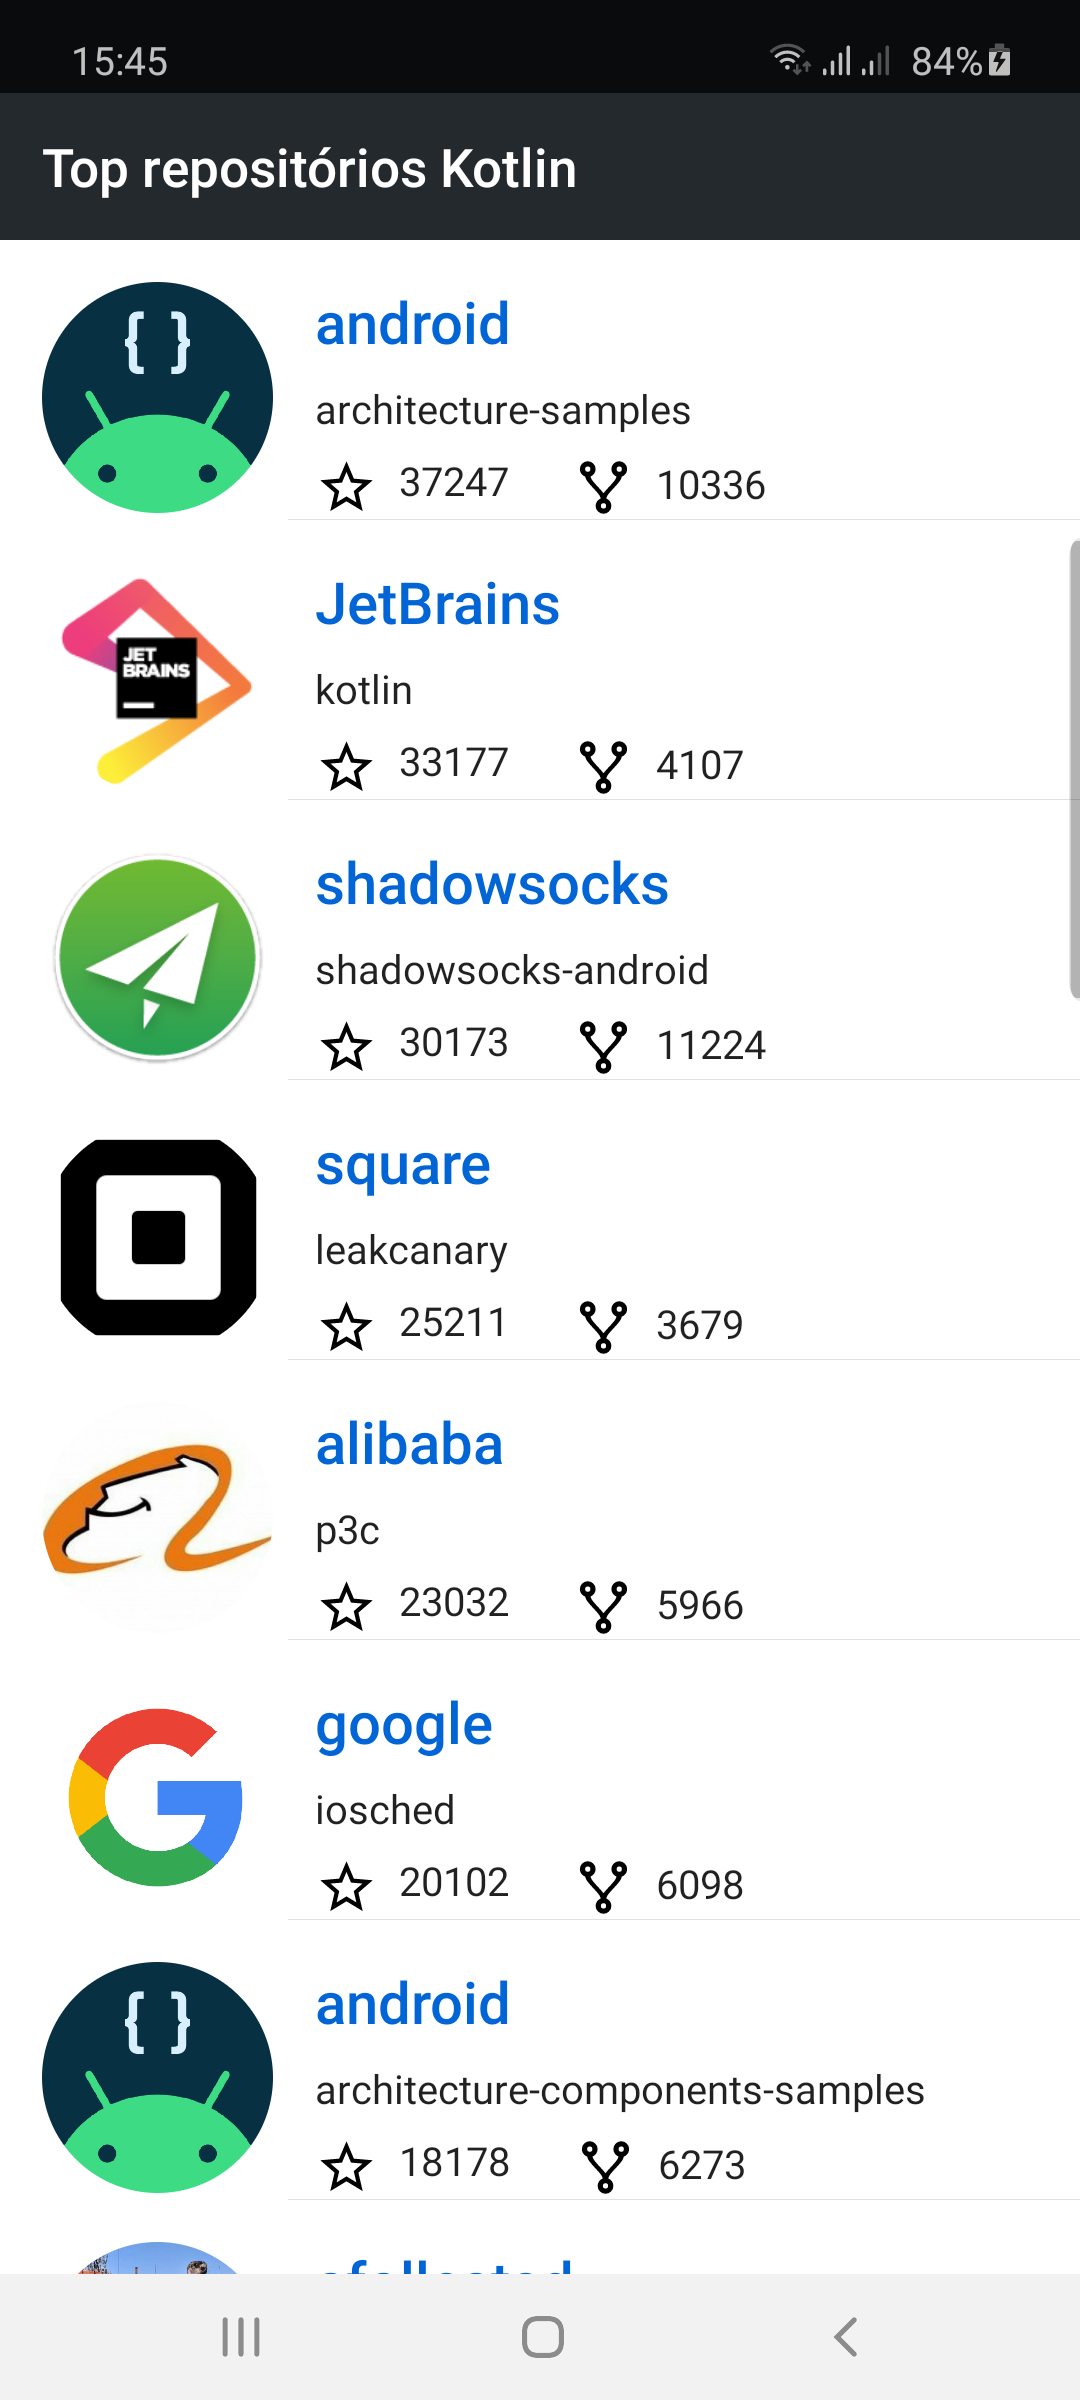 15:45
84%
Top repositórios Kotlin
{ }
android
architecture-samples
37247 10336
JET
BRAINS
JetBrains
kotlin
33177 4107
shadowsocks
shadowsocks-android
30173 11224
square
leakcanary
25211 3679
alibaba
p3c
23032 5966
google
iosched
20102 6098
{ }
android
architecture-components-samples
18178 6273